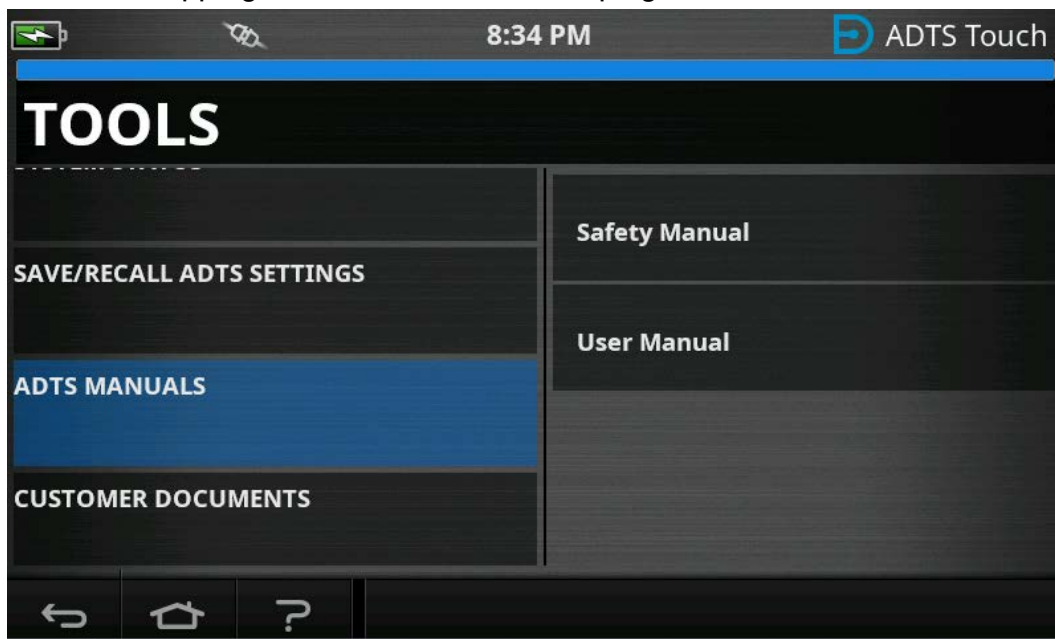 8:34 PM
ADTS Touch
TOOLS
SAVE/RECALL ADTS SETTINGS
ADTS MANUALS
CUSTOMER DOCUMENTS
Safety Manual
User Manual
?